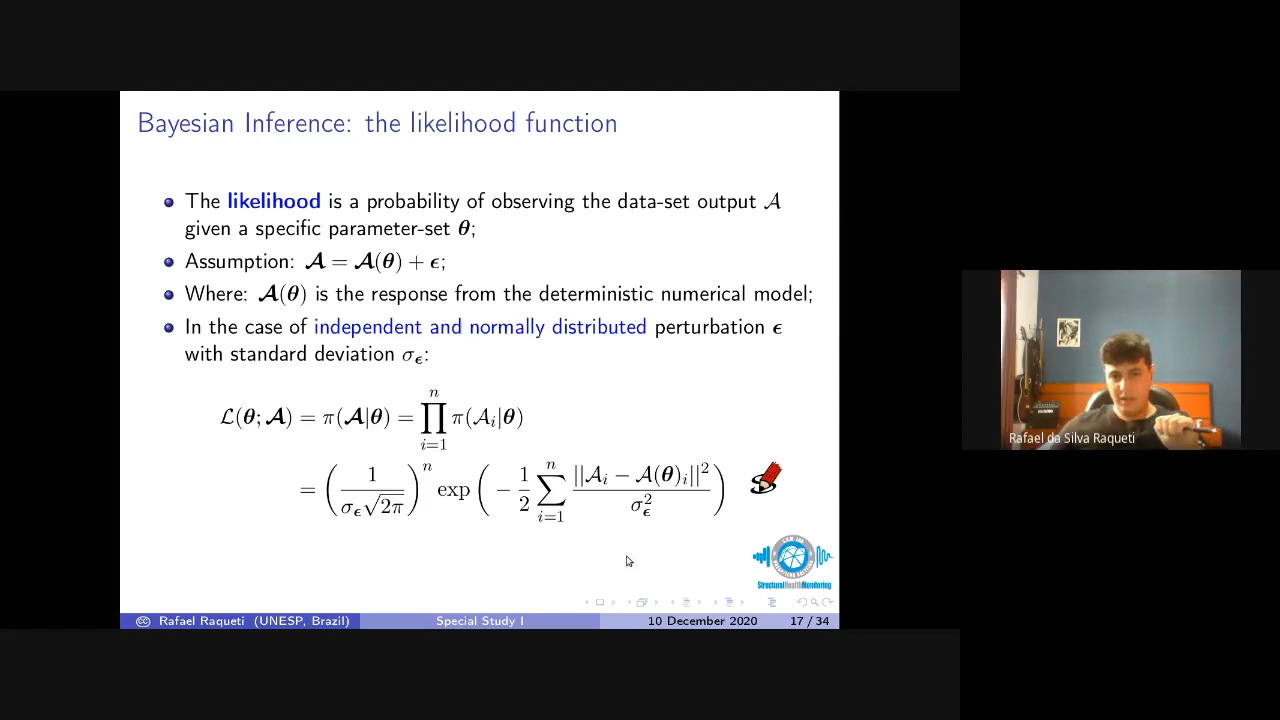 Bayesian Inference: the likelihood function
The likelihood is a probability of observing the data-set output 𝒜
given a specific parameter-set θ;
Assumption: 𝓐 = 𝓐(θ) + ϵ;
Where: 𝓐(θ) is the response from the deterministic numerical model;
In the case of independent and normally distributed perturbation ϵ
with standard deviation σ_ϵ:
ℒ(θ; 𝓐) = π(𝓐|θ) = ∏_{i=1}^{n} π(𝒜_i|θ)
= (1 / (σ_ϵ√2π))^n exp(− 1/2 ∑_{i=1}^{n} ||𝒜_i − 𝒜(θ)_i||² / σ_ϵ²)
StructuralHealthMonitoring
cc Rafael Raqueti (UNESP, Brazil) Special Study I 10 December 2020 17 / 34
Rafael da Silva Raqueti